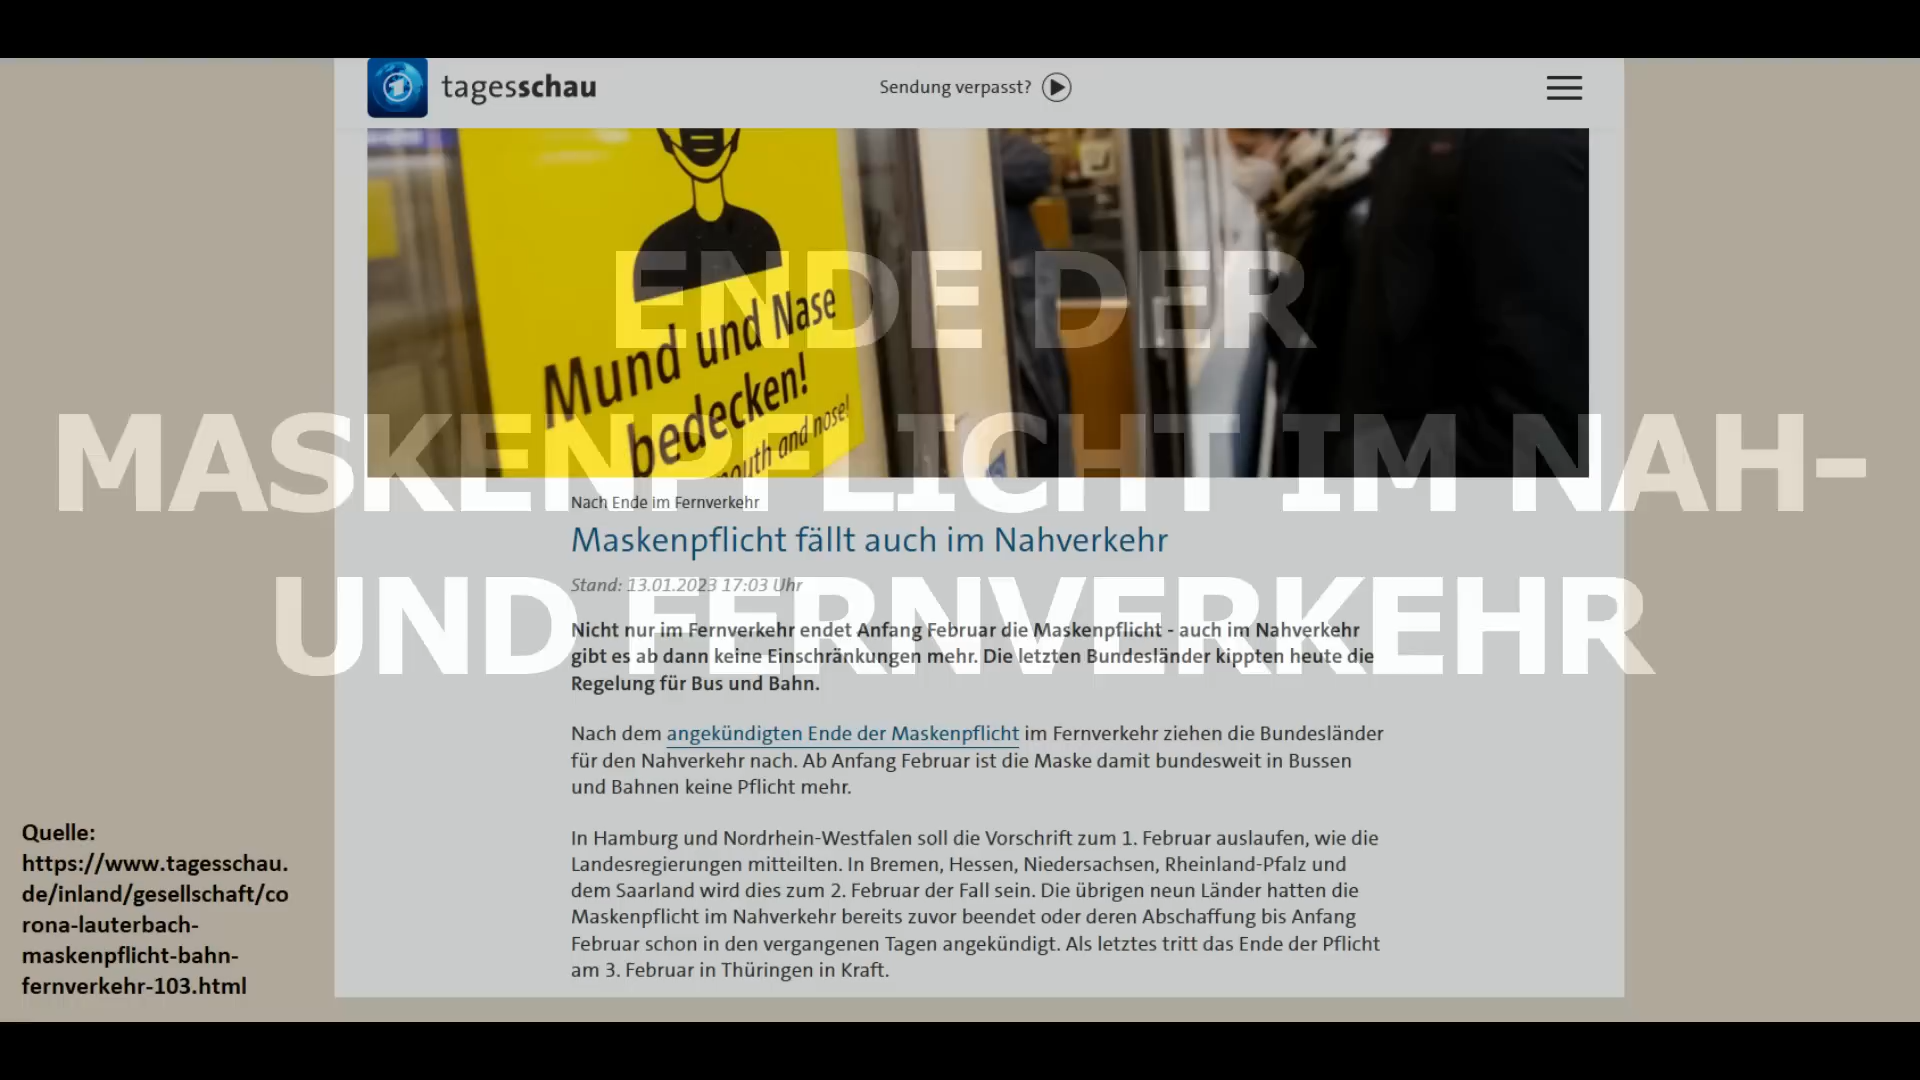 tagesschau
Sendung verpasst?
Mund und Nase
bedecken!
mouth and nose!
ENDE DER
MASKENPFLICHT IM NAH-
UND FERNVERKEHR
Nach Ende im Fernverkehr
Maskenpflicht fällt auch im Nahverkehr
Stand: 13.01.2023 17:03 Uhr
Nicht nur im Fernverkehr endet Anfang Februar die Maskenpflicht - auch im Nahverkehr
gibt es ab dann keine Einschränkungen mehr. Die letzten Bundesländer kippten heute die
Regelung für Bus und Bahn.
Nach dem angekündigten Ende der Maskenpflicht im Fernverkehr ziehen die Bundesländer
für den Nahverkehr nach. Ab Anfang Februar ist die Maske damit bundesweit in Bussen
und Bahnen keine Pflicht mehr.
In Hamburg und Nordrhein-Westfalen soll die Vorschrift zum 1. Februar auslaufen, wie die
Landesregierungen mitteilten. In Bremen, Hessen, Niedersachsen, Rheinland-Pfalz und
dem Saarland wird dies zum 2. Februar der Fall sein. Die übrigen neun Länder hatten die
Maskenpflicht im Nahverkehr bereits zuvor beendet oder deren Abschaffung bis Anfang
Februar schon in den vergangenen Tagen angekündigt. Als letztes tritt das Ende der Pflicht
am 3. Februar in Thüringen in Kraft.
Quelle:
https://www.tagesschau.
de/inland/gesellschaft/co
rona-lauterbach-
maskenpflicht-bahn-
fernverkehr-103.html